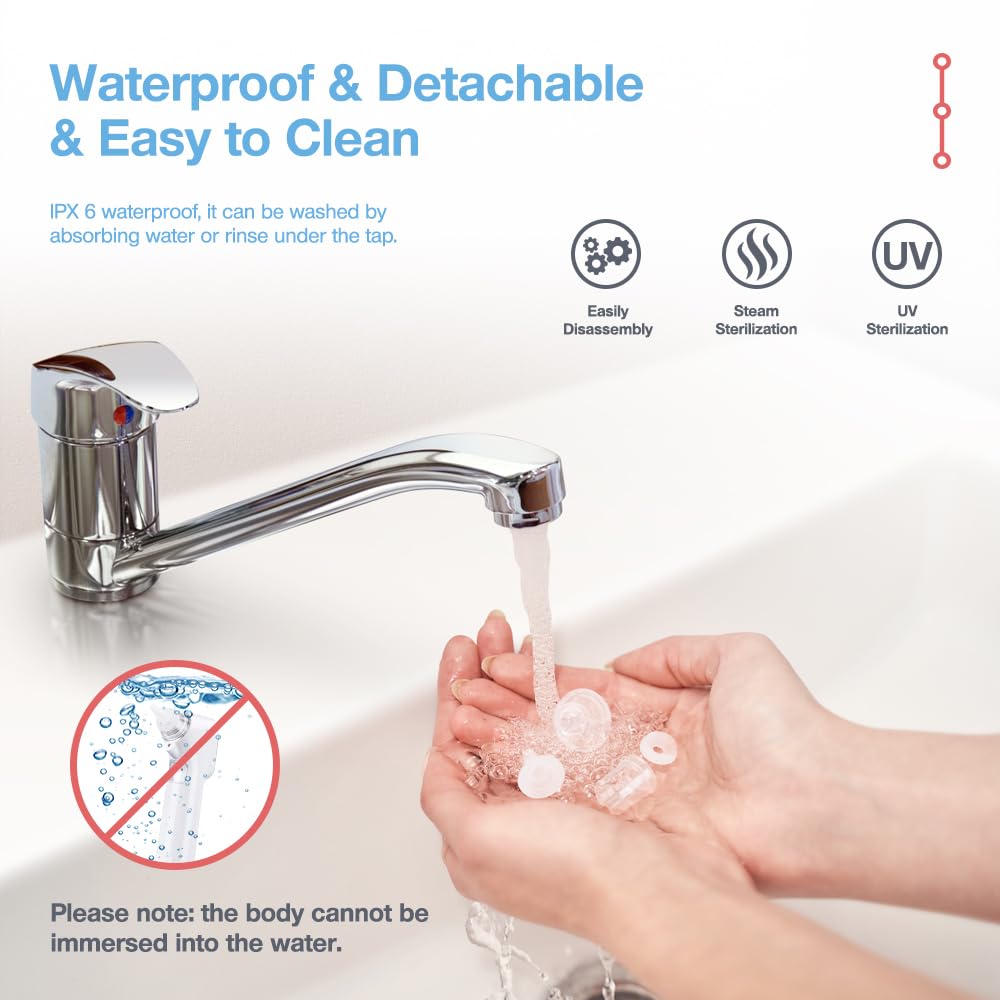 Waterproof & Detachable
& Easy to Clean
IPX 6 waterproof, it can be washed by
absorbing water or rinse under the tap.
Easily
Disassembly
Steam
Sterilization
UV
UV
Sterilization
Please note: the body cannot be
immersed into the water.